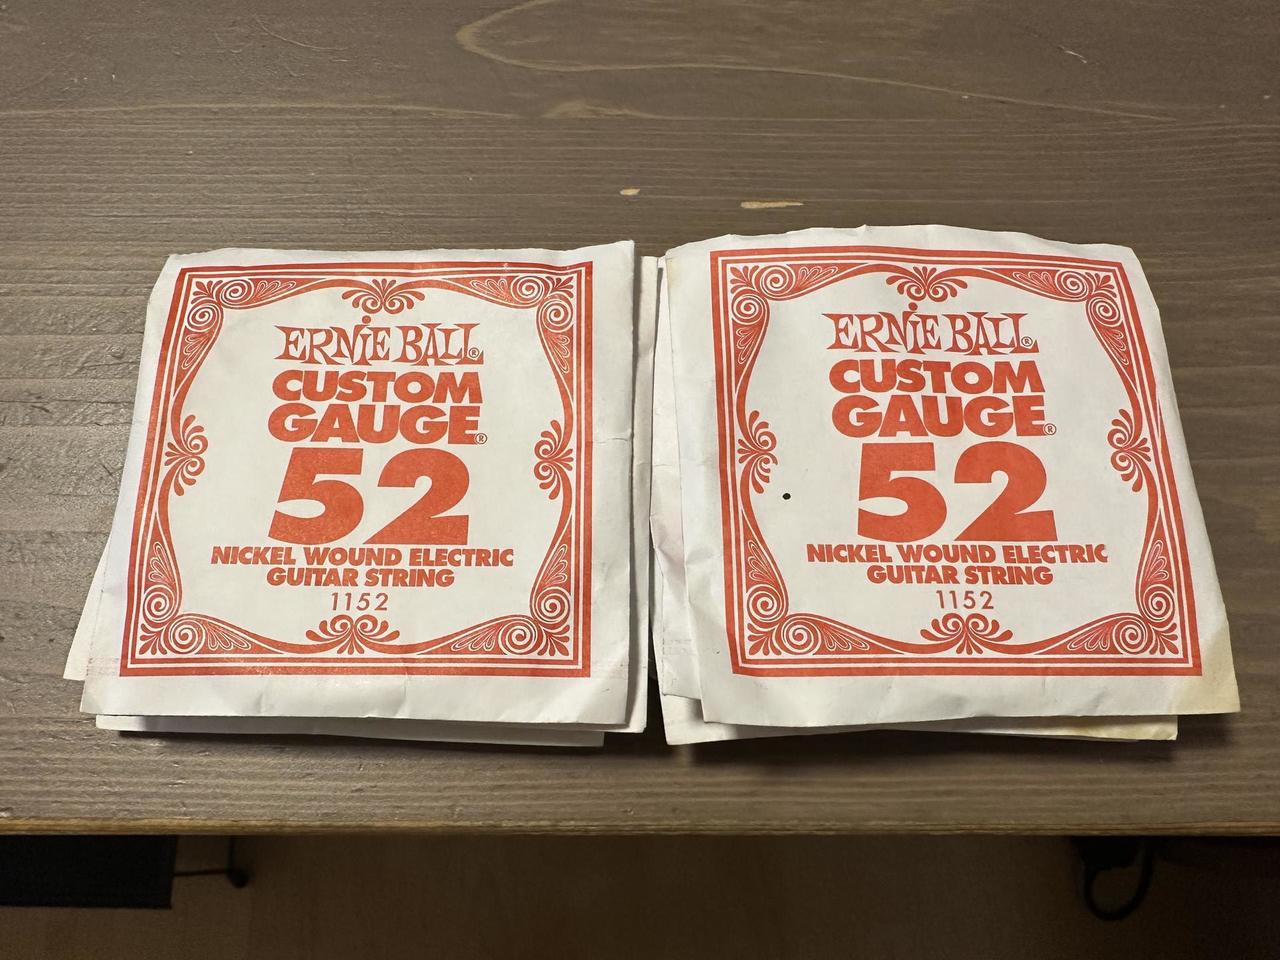 ERNIE BALL®
CUSTOM
GAUGE®
52
NICKEL WOUND ELECTRIC
GUITAR STRING
1152
ERNIE BALL®
CUSTOM
GAUGE®
52
NICKEL WOUND ELECTRIC
GUITAR STRING
1152